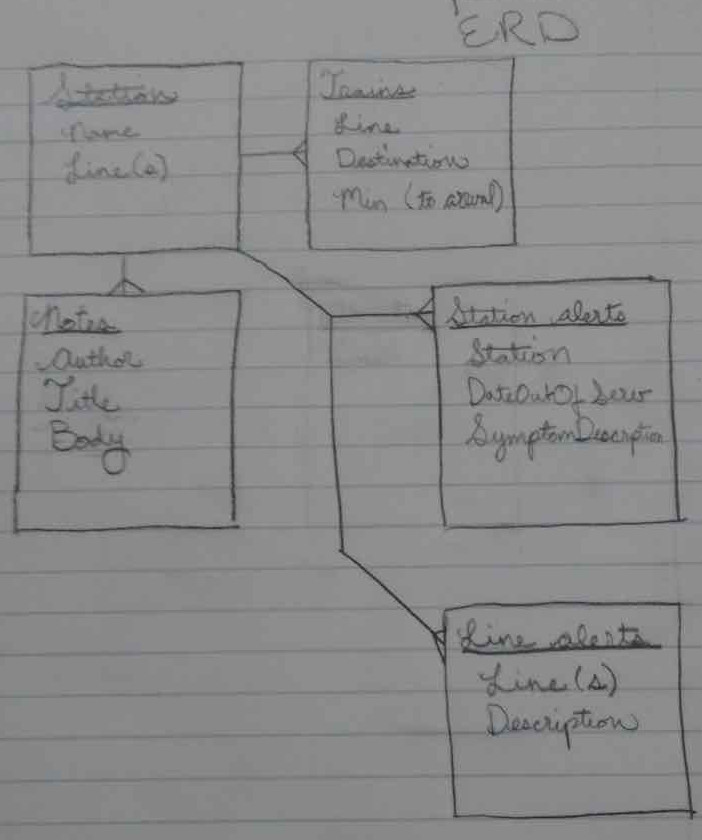 ERD
Station
Name
Line(s)
Trains
Line
Destination
Min (to arival)
Notes
Author
Title
Body
Station alerts
Station
DateOutOfServ
SymptomDescription
Line alerts
Line(s)
Description